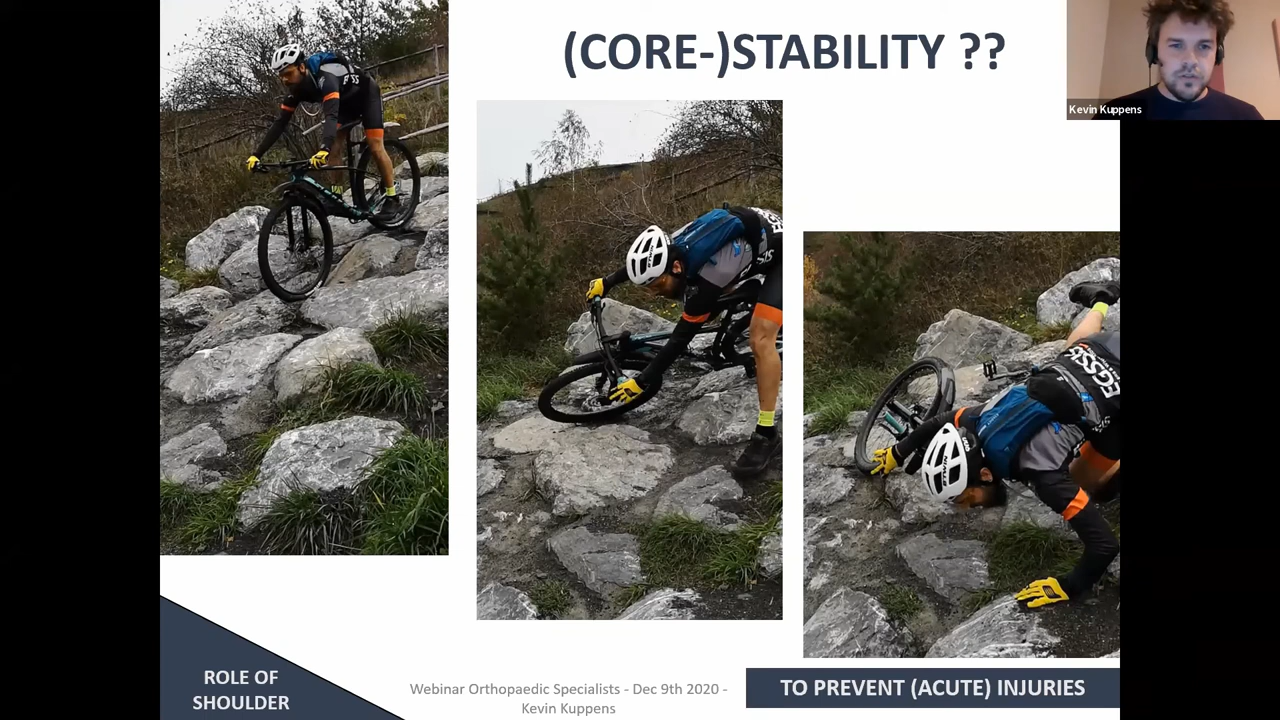 (CORE-)STABILITY ??
Kevin Kuppens
EGSSIS
ROLE OF
SHOULDER
Webinar Orthopaedic Specialists - Dec 9th 2020 -
Kevin Kuppens
TO PREVENT (ACUTE) INJURIES